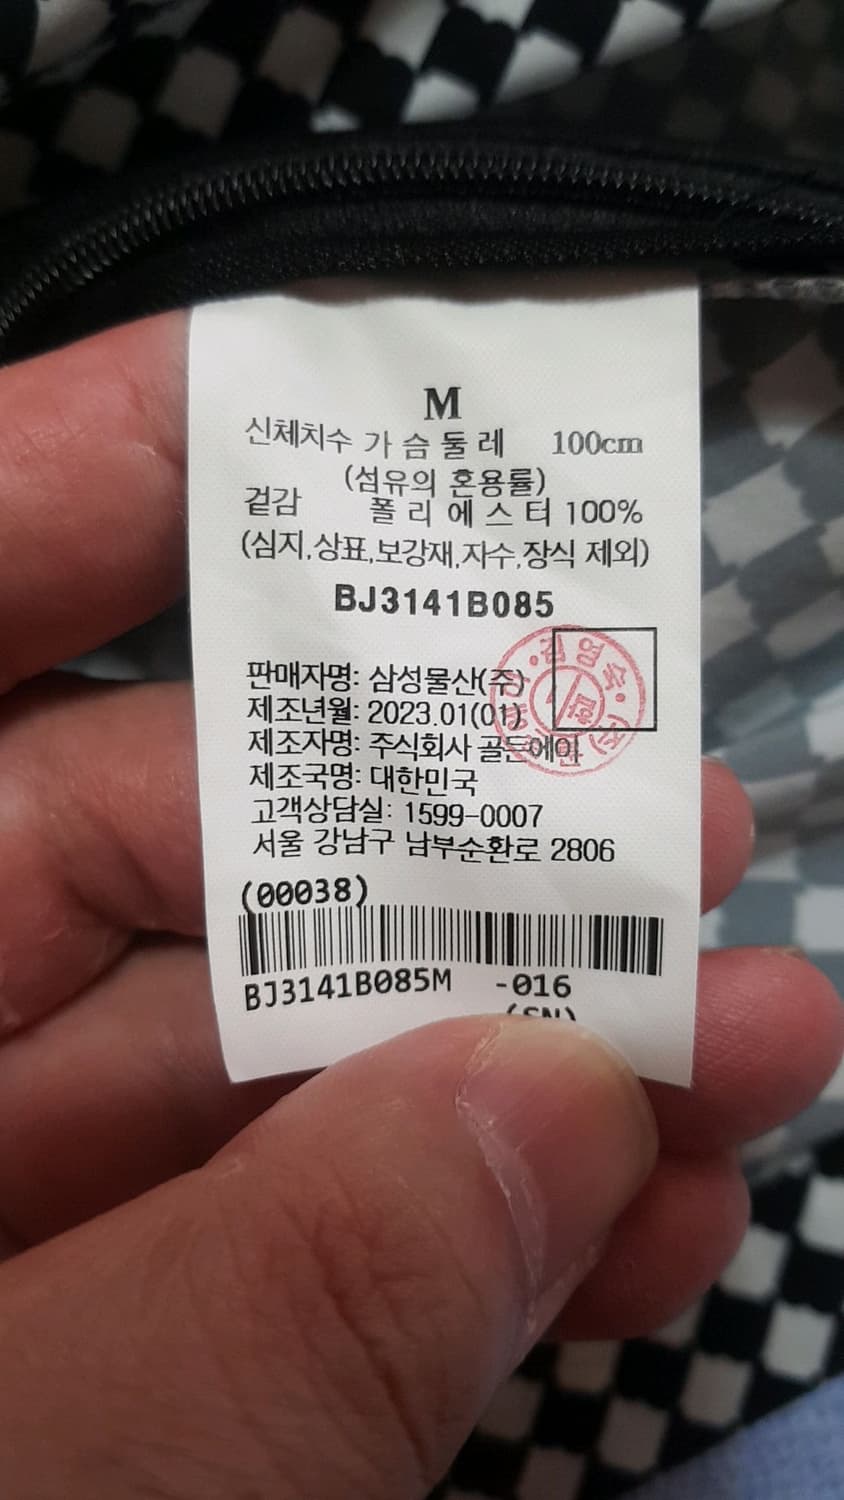 M
신체치수 가슴둘레 100cm
(섬유의 혼용률)
겉감 폴리에스터 100%
(심지,상표,보강재,자수,장식 제외)
BJ3141B085
판매자명: 삼성물산(주)
제조년월: 2023.01(01)
제조자명: 주식회사 골든에이
제조국명: 대한민국
고객상담실: 1599-0007
서울 강남구 남부순환로 2806
(00038)
BJ3141B085M -016
김영숙